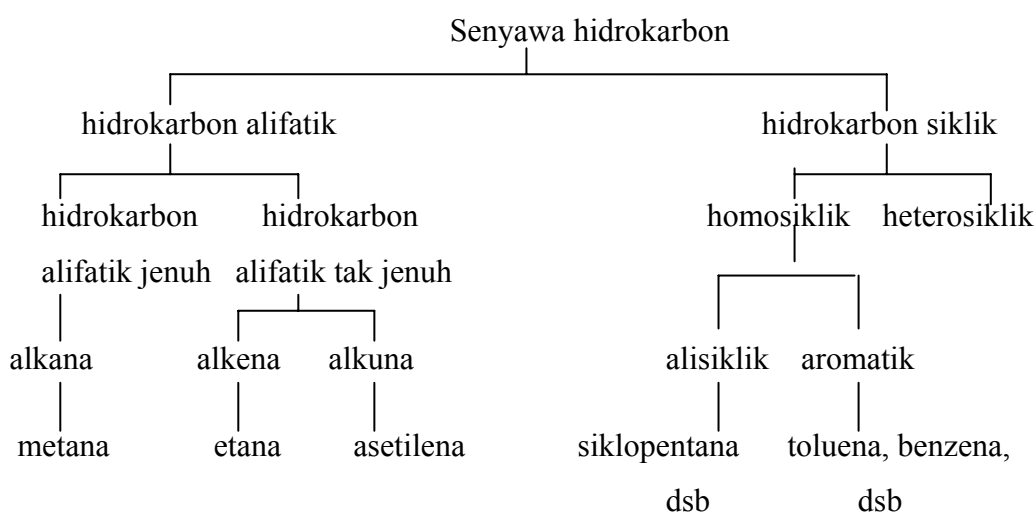 Senyawa hidrokarbon
hidrokarbon alifatik hidrokarbon siklik
hidrokarbon hidrokarbon homosiklik heterosiklik
alifatik jenuh alifatik tak jenuh
alkana alkena alkuna alisiklik aromatik
metana etana asetilena siklopentana toluena, benzena,
dsb dsb